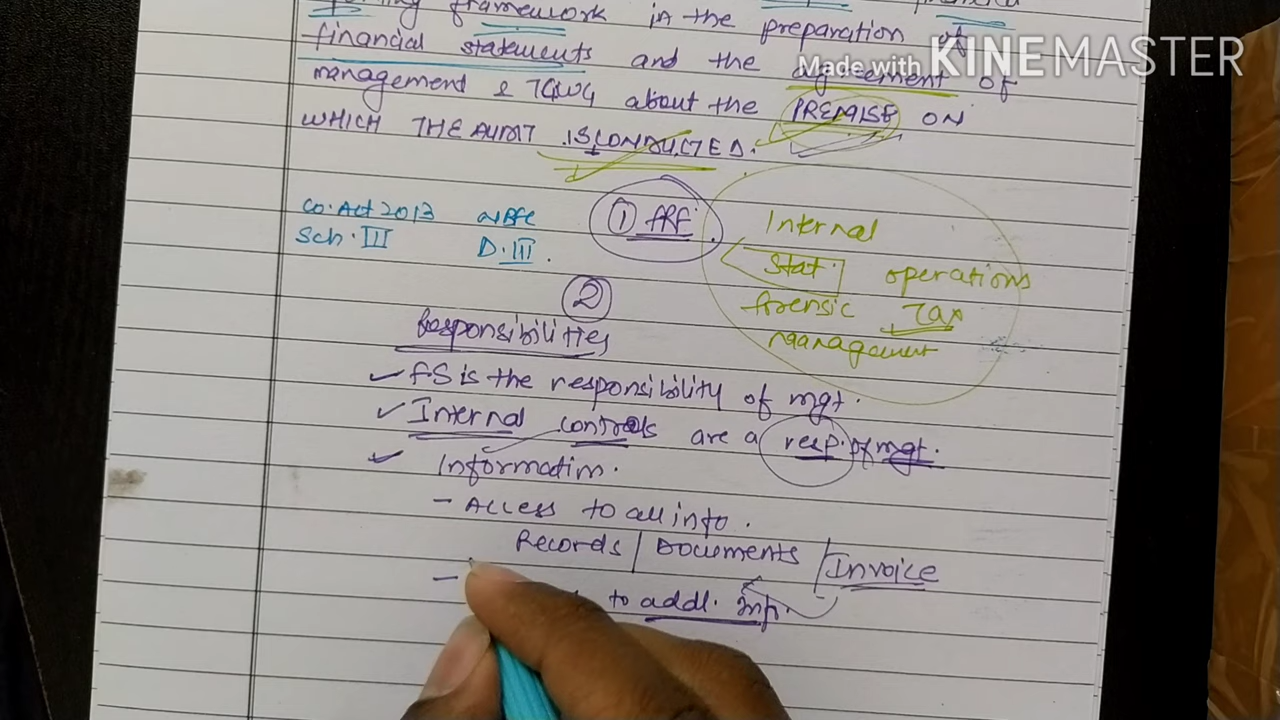 framework in the preparation of
financial statements and the agreement of
management & TCWG about the PREMISE ON
WHICH THE AUDIT IS CONDUCTED.
Made with KINEMASTER
Co. Act 2013 NBFC
Sch. III D. III.
① FRF.
Internal
Stat. operations
forensic Tax
management
②
Responsibilities
FS is the responsibility of mgt.
Internal controls are a resp. of mgt.
Information.
- Access to all info.
Records | Documents | Invoice
- to addl. inf.